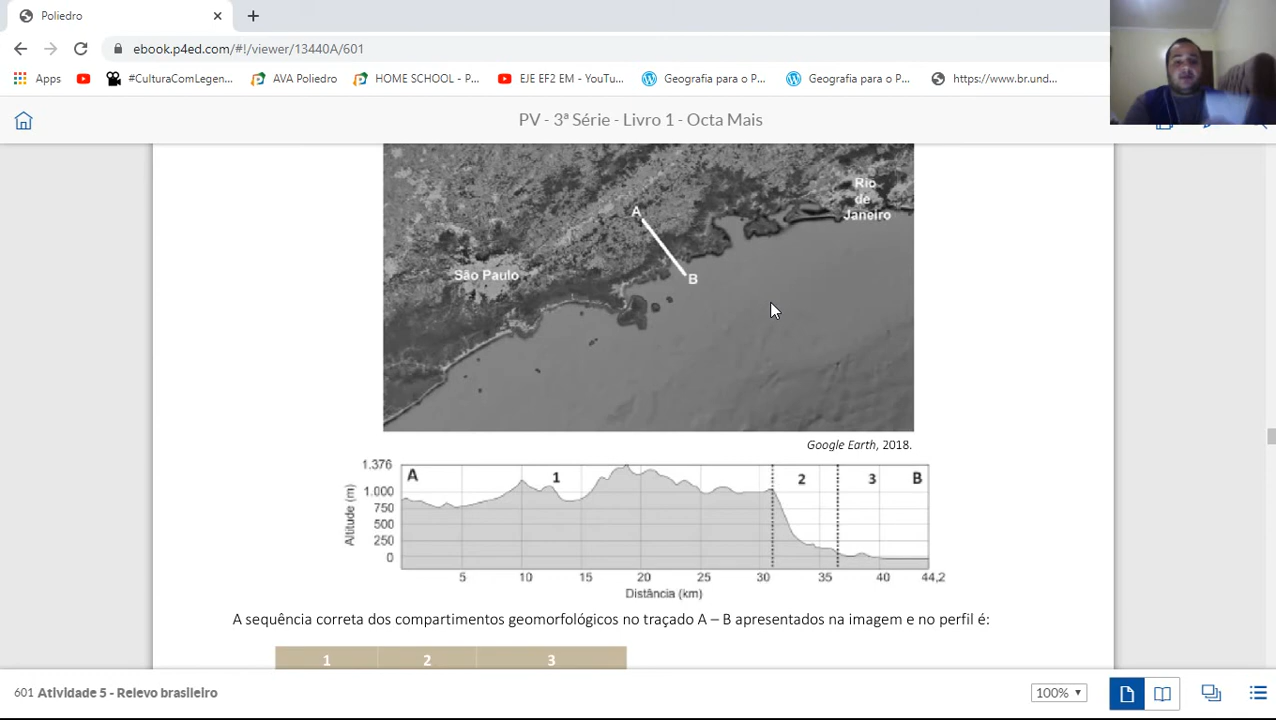 Poliedro
ebook.p4ed.com/#!/viewer/13440A/601
Apps #CulturaComLegen... AVA Poliedro HOME SCHOOL - P... EJE EF2 EM - YouTu... Geografia para o P... Geografia para o P... https://www.br.und...
PV - 3ª Série - Livro 1 - Octa Mais
Rio
de
Janeiro
A
São Paulo
B
Google Earth, 2018.
1.376
1.000
750
500
250
0
Altitude (m)
A 1 2 3 B
5 10 15 20 25 30 35 40 44,2
Distância (km)
A sequência correta dos compartimentos geomorfológicos no traçado A – B apresentados na imagem e no perfil é:
1 2 3
601 Atividade 5 - Relevo brasileiro
100%